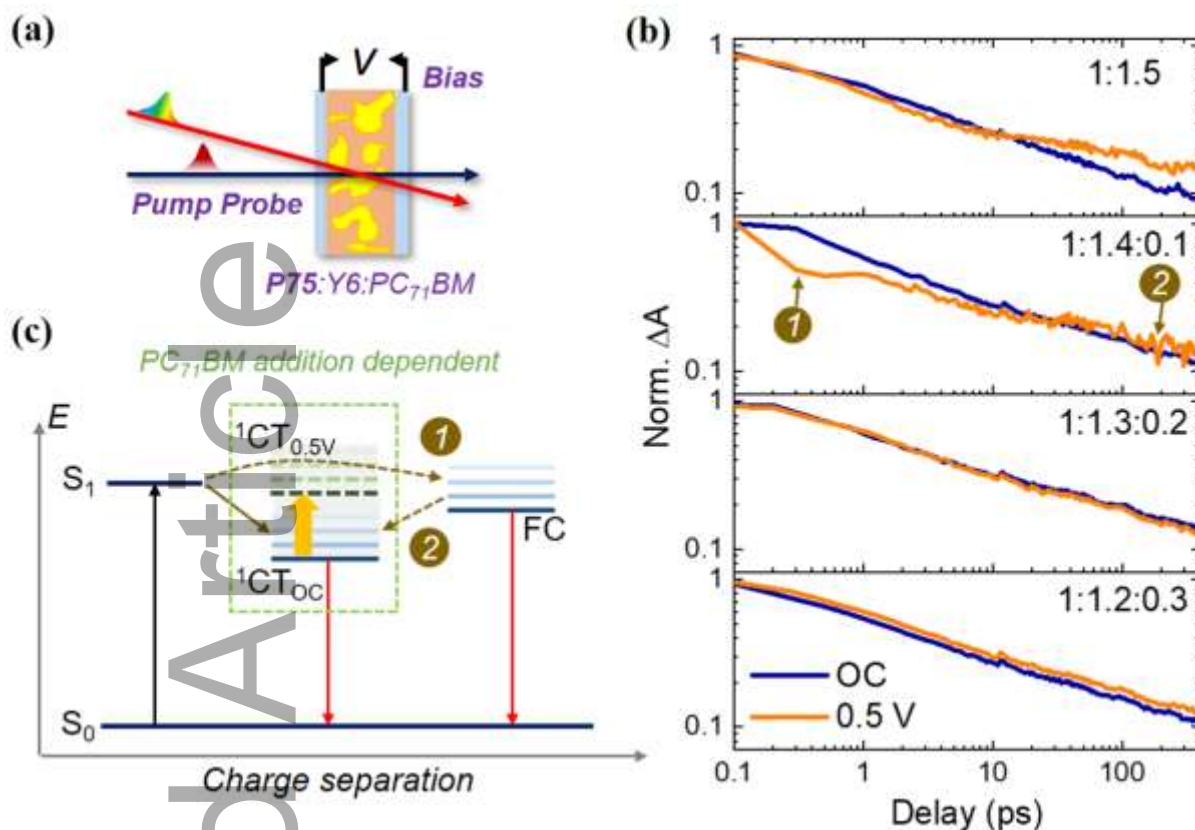 (a)
V
Bias
Pump Probe
P75:Y6:PC₇₁BM
(b)
1
0.1
1
0.1
1
0.1
1
0.1
Norm. ΔA
1:1.5
1:1.4:0.1
1
2
1:1.3:0.2
1:1.2:0.3
OC
0.5 V
0.1 1 10 100
Delay (ps)
(c)
PC₇₁BM addition dependent
E
¹CT₀.₅V
1
S₁
2
FC
¹CT_OC
S₀
Charge separation
d Article